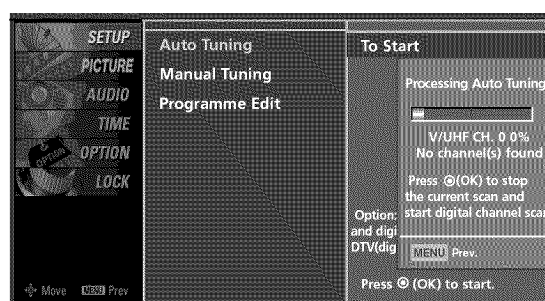 SETUP
PICTURE
AUDIO
TIME
OPTION
LOCK
OPTION
Move MENU Prev
Auto Tuning
Manual Tuning
Programme Edit
To Start
Processing Auto Tuning
V/UHF CH. 0 0%
No channel(s) found
Press (OK) to stop
the current scan and
start digital channel scan
MENU Prev.
Option:
and digi
DTV(dig
Press (OK) to start.